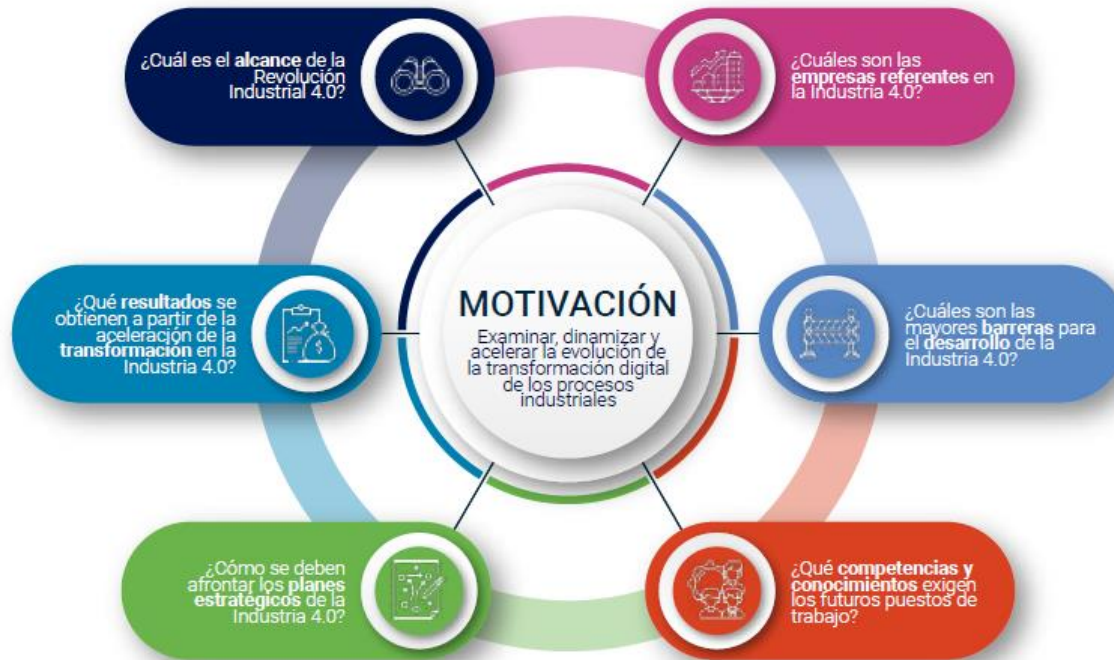 ¿Cuál es el alcance de la
Revolución
Industrial 4.0?
¿Cuáles son las
empresas referentes en
la Industria 4.0?
¿Qué resultados se
obtienen a partir de la
aceleración de la
transformación en la
Industria 4.0?
MOTIVACIÓN
Examinar, dinamizar y
acelerar la evolución de
la transformación digital
de los procesos
industriales
¿Cuáles son las
mayores barreras para
el desarrollo de la
Industria 4.0?
¿Cómo se deben
afrontar los planes
estratégicos de la
Industria 4.0?
¿Qué competencias y
conocimientos exigen
los futuros puestos de
trabajo?